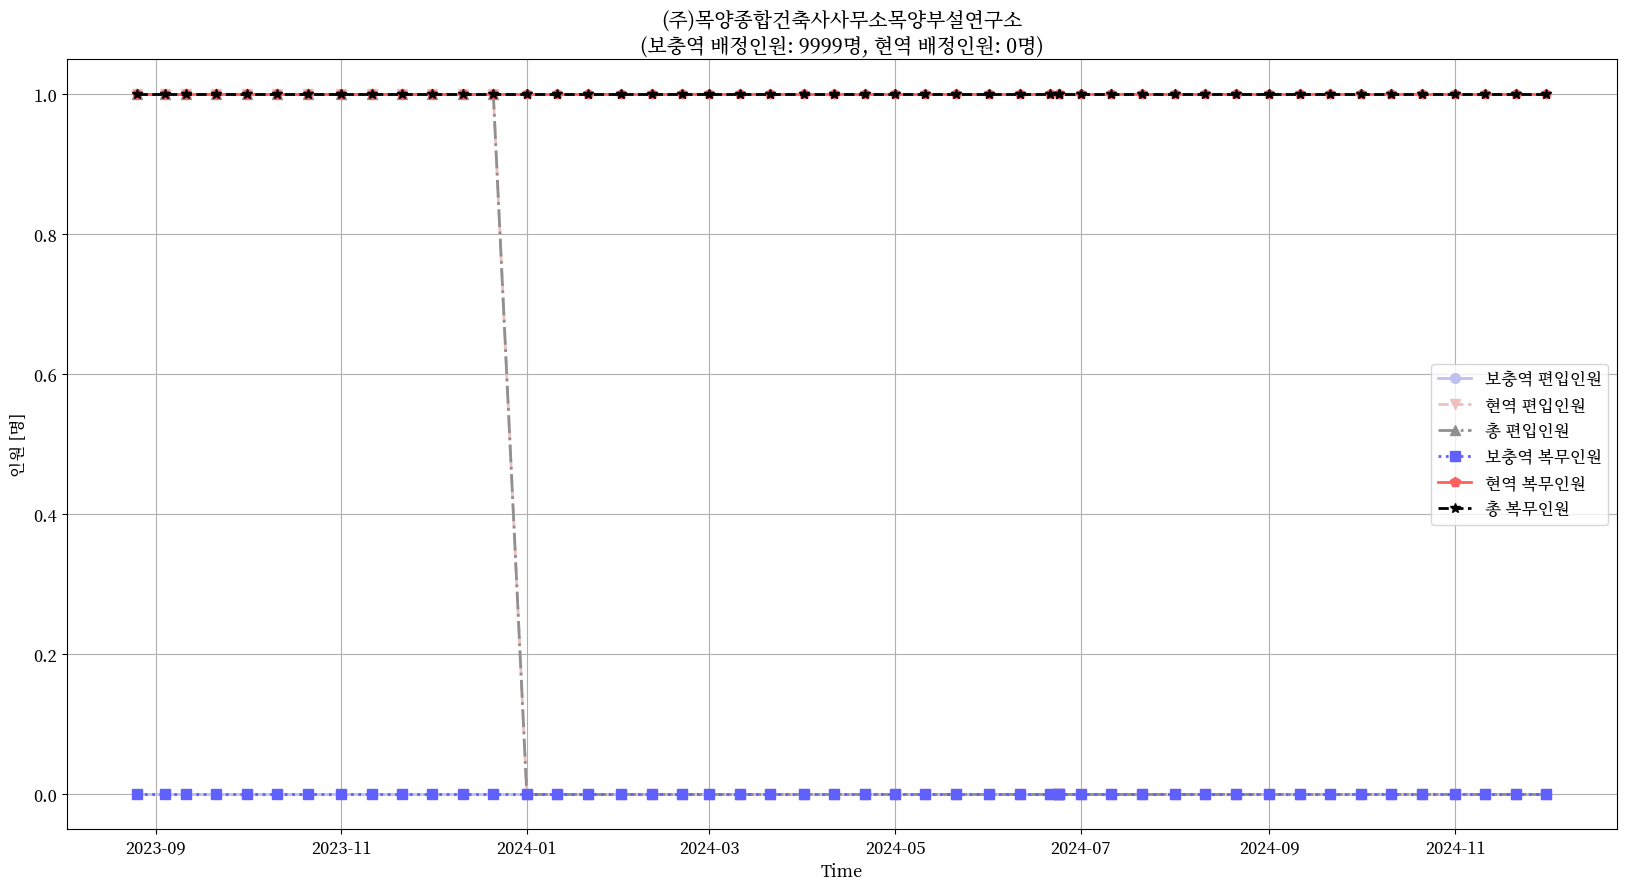 (주)목양종합건축사사무소목양부설연구소
(보충역 배정인원: 9999명, 현역 배정인원: 0명)
1.0
0.8
0.6
0.4
0.2
0.0
인원 [명]
보충역 편입인원
현역 편입인원
총 편입인원
보충역 복무인원
현역 복무인원
총 복무인원
2023-09
2023-11
2024-01
2024-03
2024-05
2024-07
2024-09
2024-11
Time